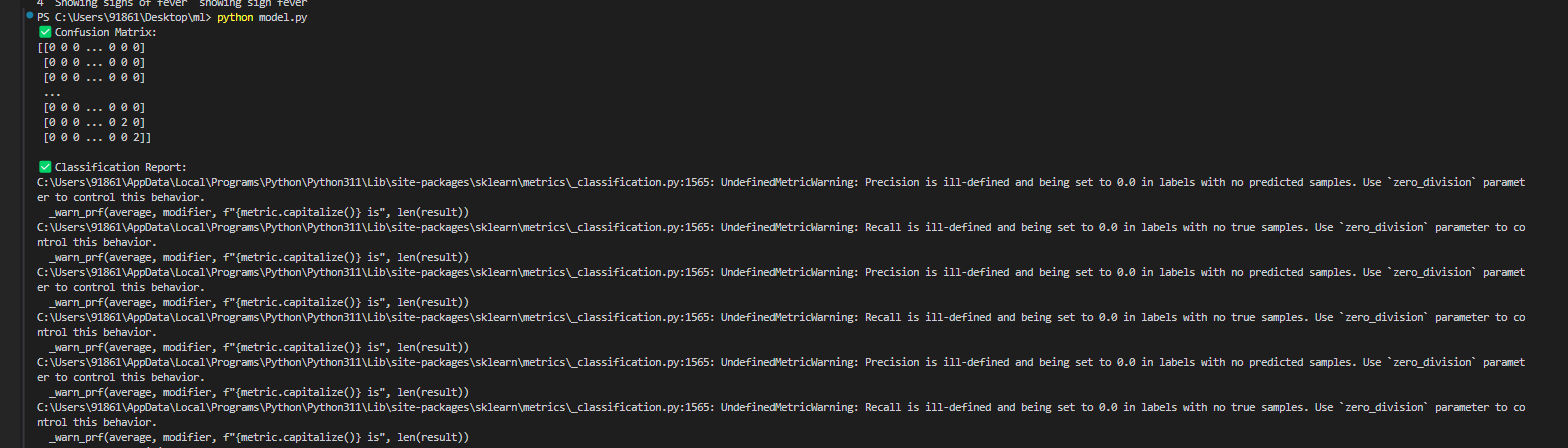 4  Showing signs of fever  showing sign fever
PS C:\Users\91861\Desktop\ml> python model.py
✅ Confusion Matrix:
[[0 0 0 ... 0 0 0]
 [0 0 0 ... 0 0 0]
 [0 0 0 ... 0 0 0]
 ...
 [0 0 0 ... 0 0 0]
 [0 0 0 ... 0 2 0]
 [0 0 0 ... 0 0 2]]
✅ Classification Report:
C:\Users\91861\AppData\Local\Programs\Python\Python311\Lib\site-packages\sklearn\metrics\_classification.py:1565: UndefinedMetricWarning: Precision is ill-defined and being set to 0.0 in labels with no predicted samples. Use `zero_division` paramet
er to control this behavior.
  _warn_prf(average, modifier, f"{metric.capitalize()} is", len(result))
C:\Users\91861\AppData\Local\Programs\Python\Python311\Lib\site-packages\sklearn\metrics\_classification.py:1565: UndefinedMetricWarning: Recall is ill-defined and being set to 0.0 in labels with no true samples. Use `zero_division` parameter to co
ntrol this behavior.
  _warn_prf(average, modifier, f"{metric.capitalize()} is", len(result))
C:\Users\91861\AppData\Local\Programs\Python\Python311\Lib\site-packages\sklearn\metrics\_classification.py:1565: UndefinedMetricWarning: Precision is ill-defined and being set to 0.0 in labels with no predicted samples. Use `zero_division` paramet
er to control this behavior.
  _warn_prf(average, modifier, f"{metric.capitalize()} is", len(result))
C:\Users\91861\AppData\Local\Programs\Python\Python311\Lib\site-packages\sklearn\metrics\_classification.py:1565: UndefinedMetricWarning: Recall is ill-defined and being set to 0.0 in labels with no true samples. Use `zero_division` parameter to co
ntrol this behavior.
  _warn_prf(average, modifier, f"{metric.capitalize()} is", len(result))
C:\Users\91861\AppData\Local\Programs\Python\Python311\Lib\site-packages\sklearn\metrics\_classification.py:1565: UndefinedMetricWarning: Precision is ill-defined and being set to 0.0 in labels with no predicted samples. Use `zero_division` paramet
er to control this behavior.
  _warn_prf(average, modifier, f"{metric.capitalize()} is", len(result))
C:\Users\91861\AppData\Local\Programs\Python\Python311\Lib\site-packages\sklearn\metrics\_classification.py:1565: UndefinedMetricWarning: Recall is ill-defined and being set to 0.0 in labels with no true samples. Use `zero_division` parameter to co
ntrol this behavior.
  _warn_prf(average, modifier, f"{metric.capitalize()} is", len(result))